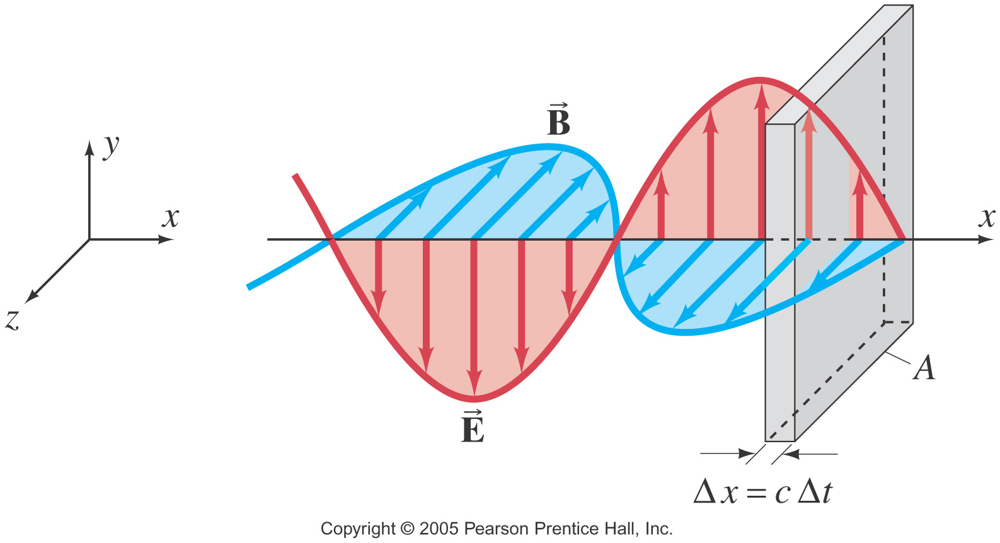 y
x
z
B⃗
E⃗
x
A
Δx = c Δt
Copyright © 2005 Pearson Prentice Hall, Inc.